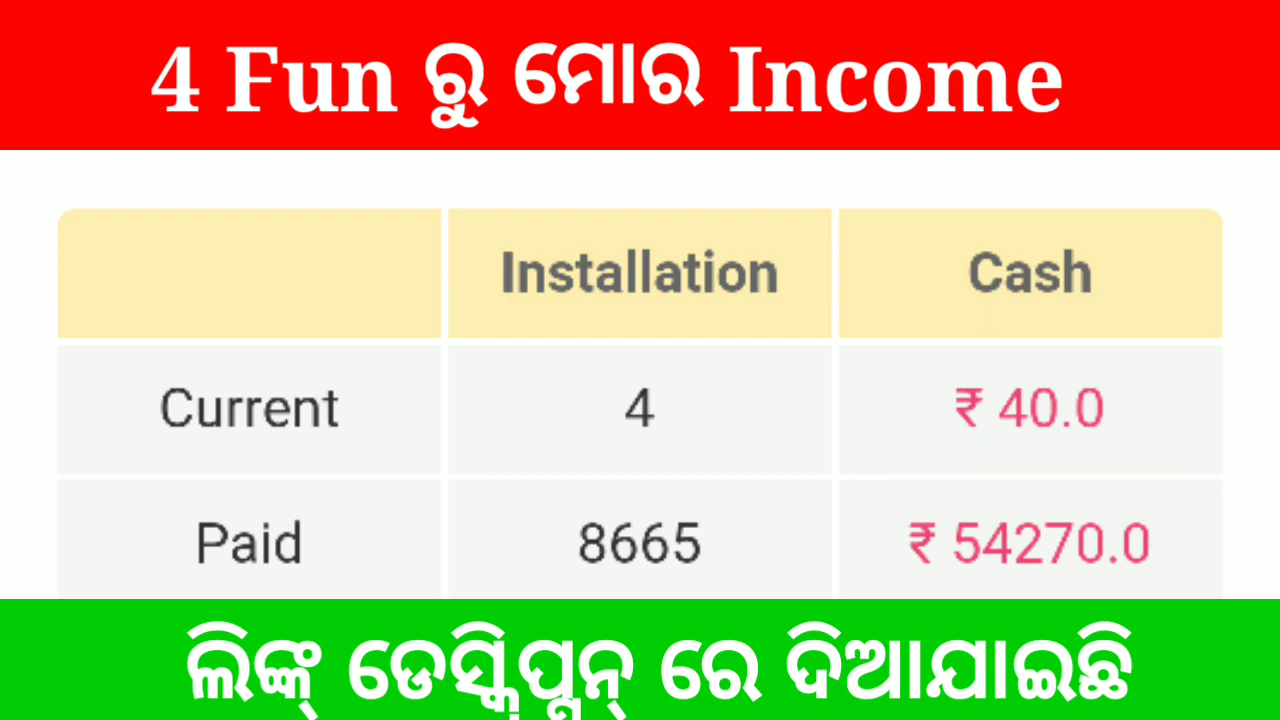 4 Fun ରୁ ମୋର Income
Installation Cash
Current 4 ₹ 40.0
Paid 8665 ₹ 54270.0
ଲିଙ୍କ୍ ଡେସ୍କ୍ରିପ୍ସନ୍ ରେ ଦିଆଯାଇଛି